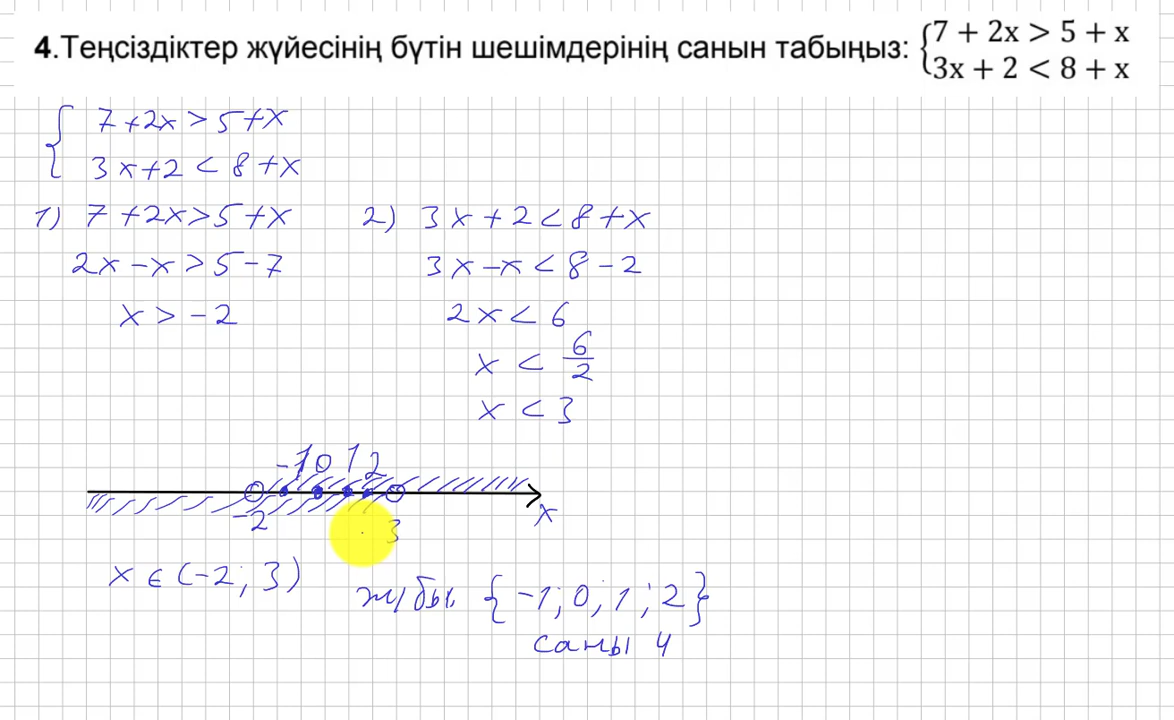 4.Теңсіздіктер жүйесінің бүтін шешімдерінің санын табыңыз: {7 + 2x > 5 + x
{3x + 2 < 8 + x
{ 7+2x > 5+x
3x+2 < 8+x
1) 7+2x>5+x
2x-x>5-7
x > -2
2) 3x+2<8+x
3x-x<8-2
2x<6
x < 6/2
x < 3
-1 0 1 2
-2 3 x
x ∈ (-2; 3)
{-1; 0; 1; 2}
саны 4